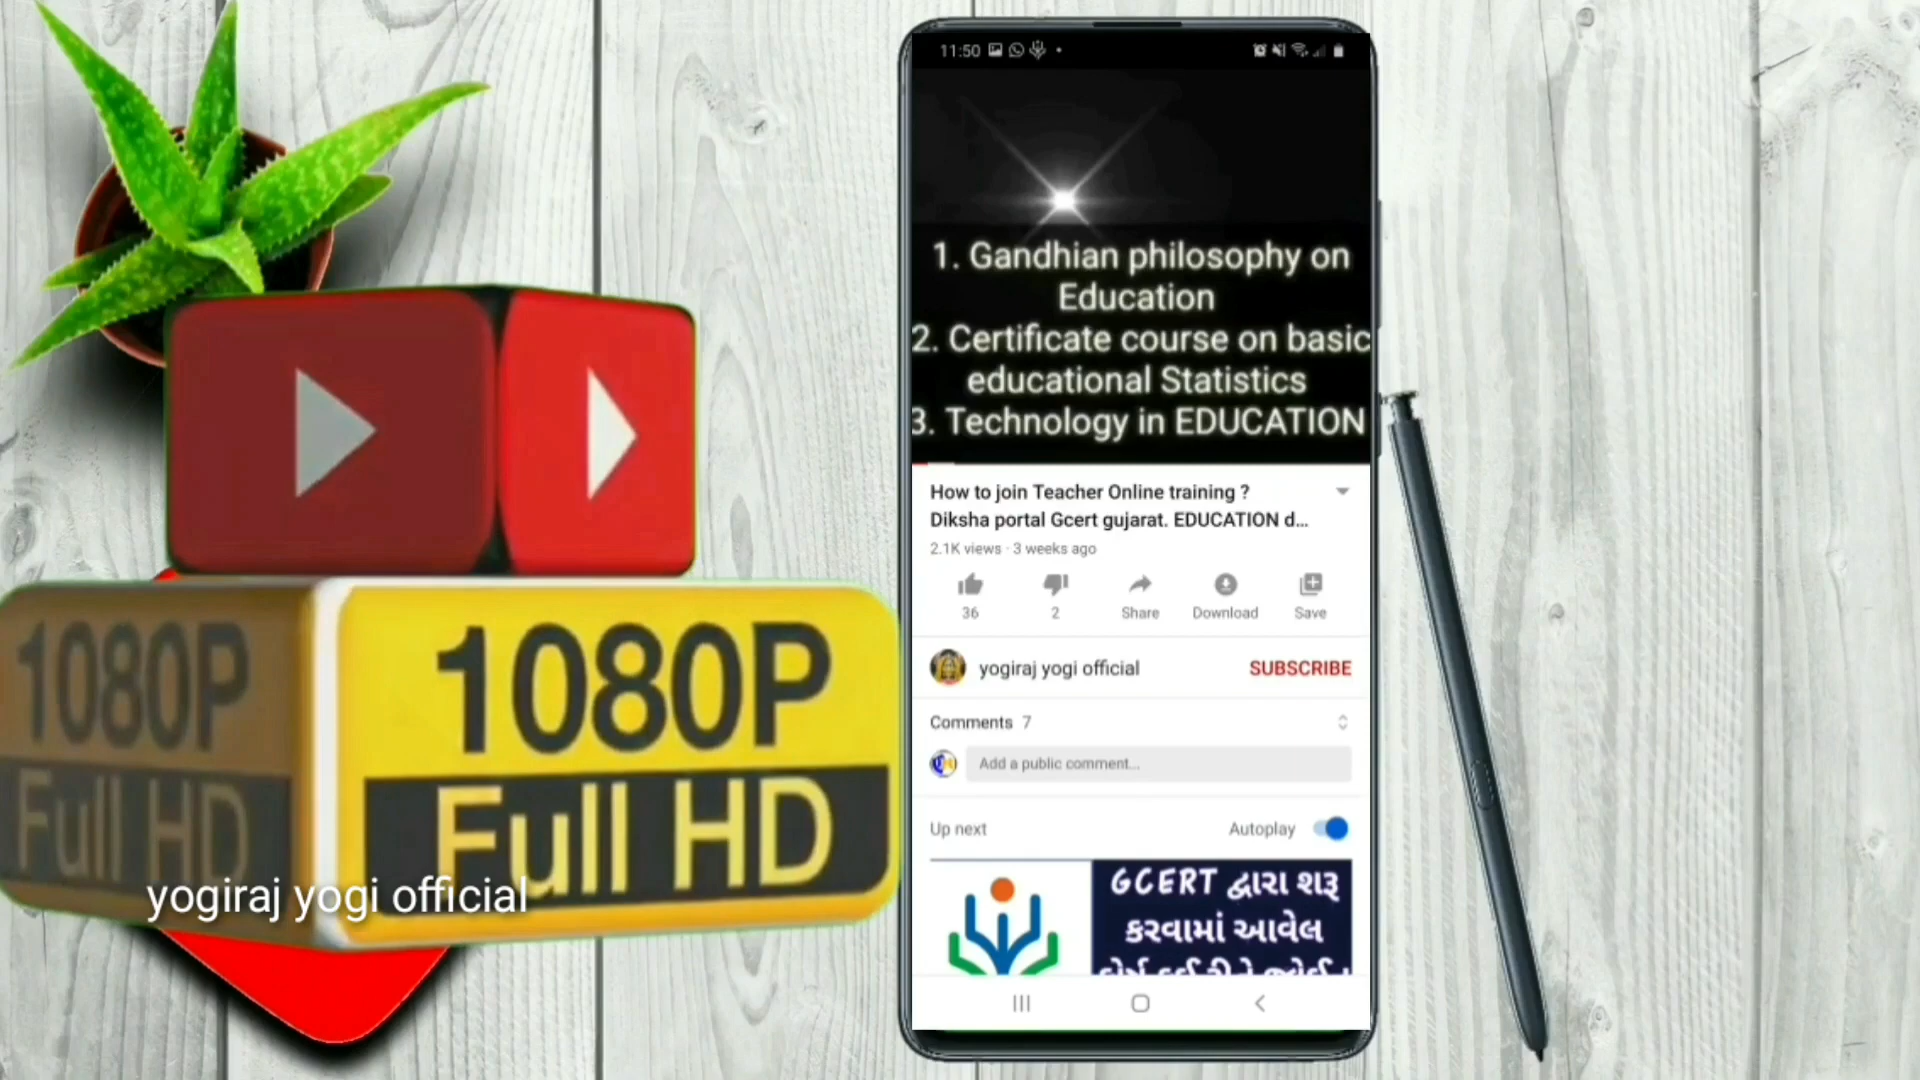 1080P
Full HD
1080P
Full HD
yogiraj yogi official
11:50
1. Gandhian philosophy on
Education
2. Certificate course on basic
educational Statistics
3. Technology in EDUCATION
How to join Teacher Online training ?
Diksha portal Gcert gujarat. EDUCATION d...
2.1K views · 3 weeks ago
36
2
Share
Download
Save
yogiraj yogi official
SUBSCRIBE
Comments 7
Add a public comment...
Up next
Autoplay
GCERT દ્વારા શરૂ
કરવામાં આવેલ